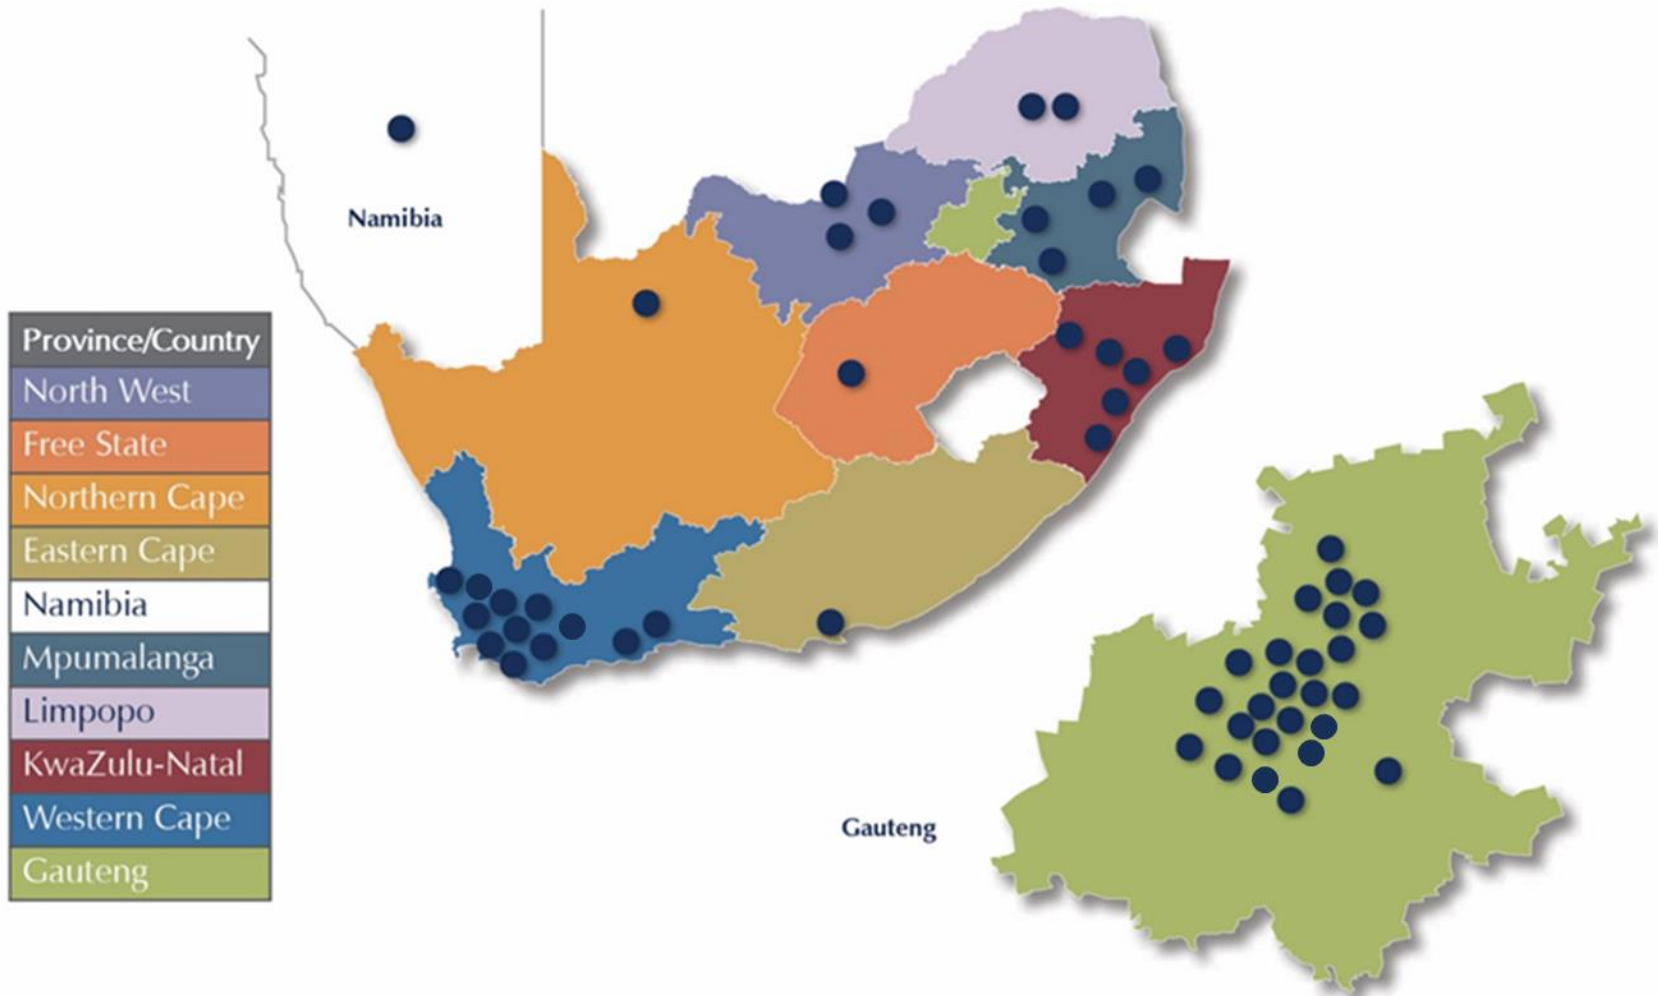 Namibia
Province/Country
North West
Free State
Northern Cape
Eastern Cape
Namibia
Mpumalanga
Limpopo
KwaZulu-Natal
Western Cape
Gauteng
Gauteng